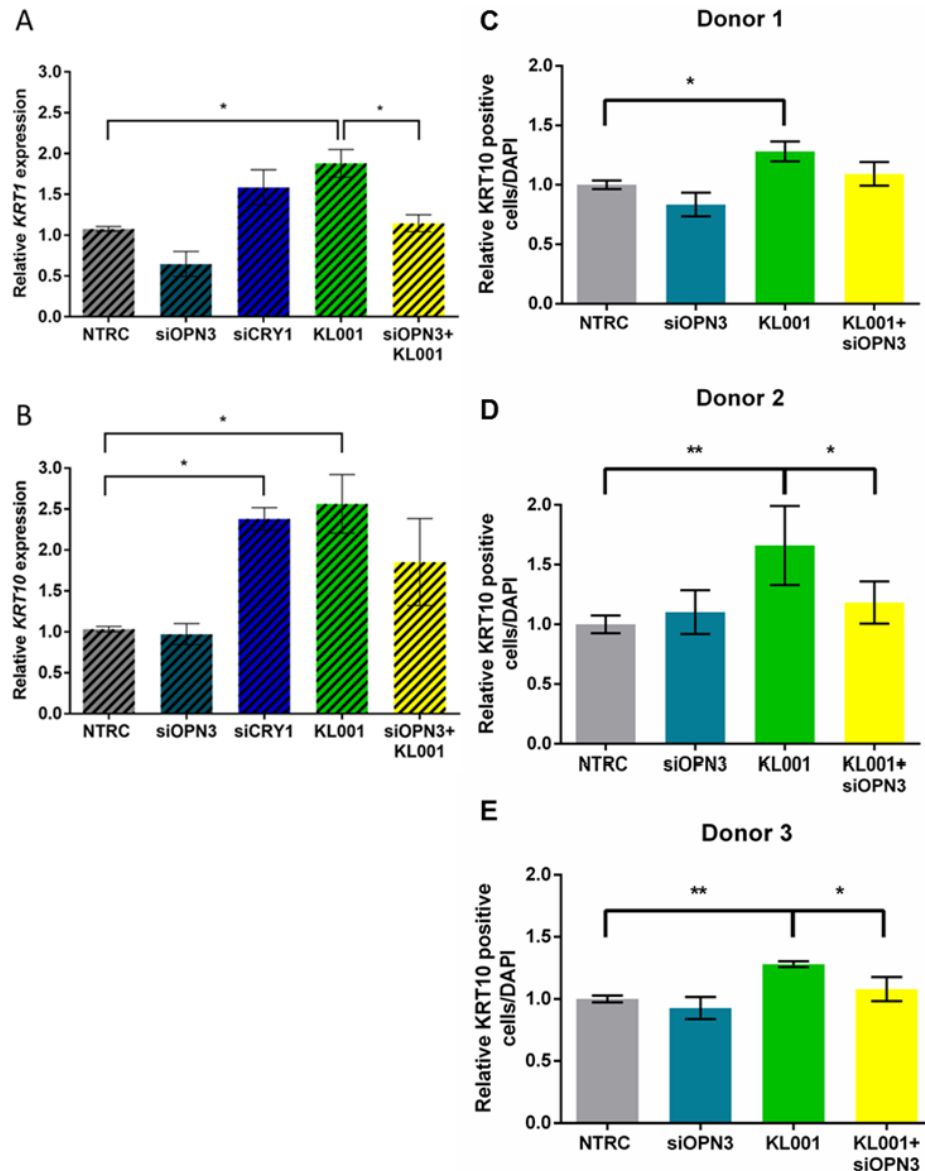 A
Relative KRT1 expression
3.0
2.5
2.0
1.5
1.0
0.5
0.0
*
*
NTRC siOPN3 siCRY1 KL001 siOPN3+
KL001
B
Relative KRT10 expression
3.0
2.5
2.0
1.5
1.0
0.5
0.0
*
*
NTRC siOPN3 siCRY1 KL001 siOPN3+
KL001
C
Donor 1
Relative KRT10 positive
cells/DAPI
2.0
1.5
1.0
0.5
0.0
*
NTRC siOPN3 KL001 KL001+
siOPN3
D
Donor 2
Relative KRT10 positive
cells/DAPI
2.0
1.5
1.0
0.5
0.0
**
*
NTRC siOPN3 KL001 KL001+
siOPN3
E
Donor 3
Relative KRT10 positive
cells/DAPI
2.0
1.5
1.0
0.5
0.0
**
*
NTRC siOPN3 KL001 KL001+
siOPN3